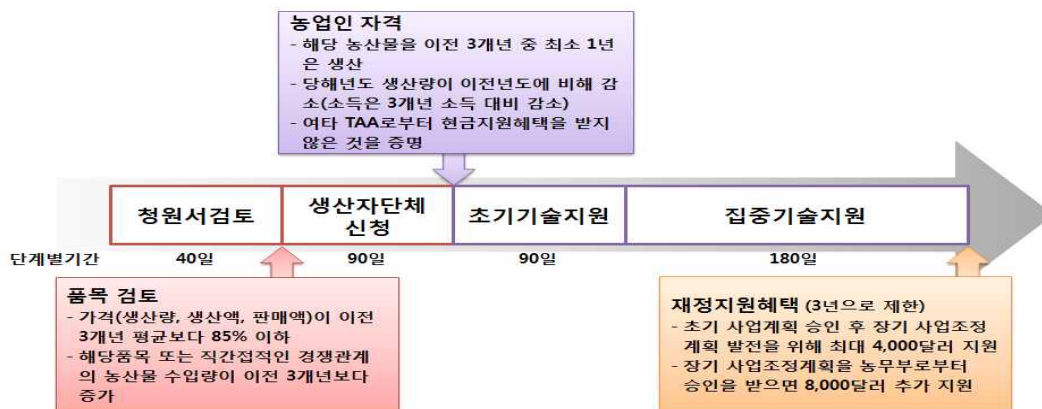 농업인 자격
- 해당 농산물을 이전 3개년 중 최소 1년
은 생산
- 당해년도 생산량이 이전년도에 비해 감
소(소득은 3개년 소득 대비 감소)
- 여타 TAA로부터 현금지원혜택을 받지
않은 것을 증명
청원서검토
생산자단체
신청
초기기술지원
집중기술지원
단계별기간
40일
90일
90일
180일
품목 검토
- 가격(생산량, 생산액, 판매액)이 이전
3개년 평균보다 85% 이하
- 해당품목 또는 직간접적인 경쟁관계
의 농산물 수입량이 이전 3개년보다
증가
재정지원혜택 (3년으로 제한)
- 초기 사업계획 승인 후 장기 사업조정
계획 발전을 위해 최대 4,000달러 지원
- 장기 사업조정계획을 농무부로부터
승인을 받으면 8,000달러 추가 지원